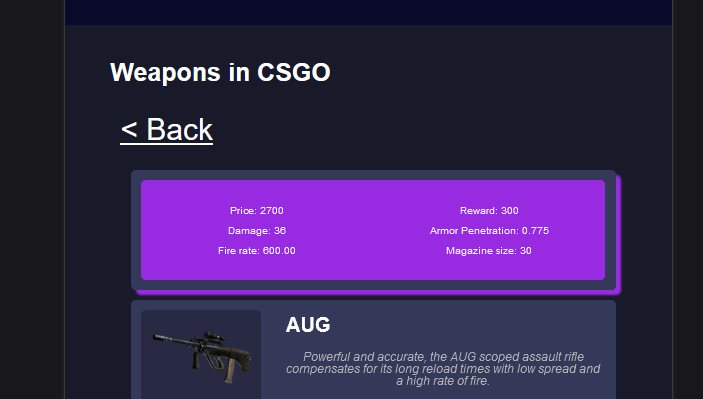 Weapons in CSGO
< Back
Price: 2700
Reward: 300
Damage: 36
Armor Penetration: 0.775
Fire rate: 600.00
Magazine size: 30
AUG
Powerful and accurate, the AUG scoped assault rifle
compensates for its long reload times with low spread and
a high rate of fire.